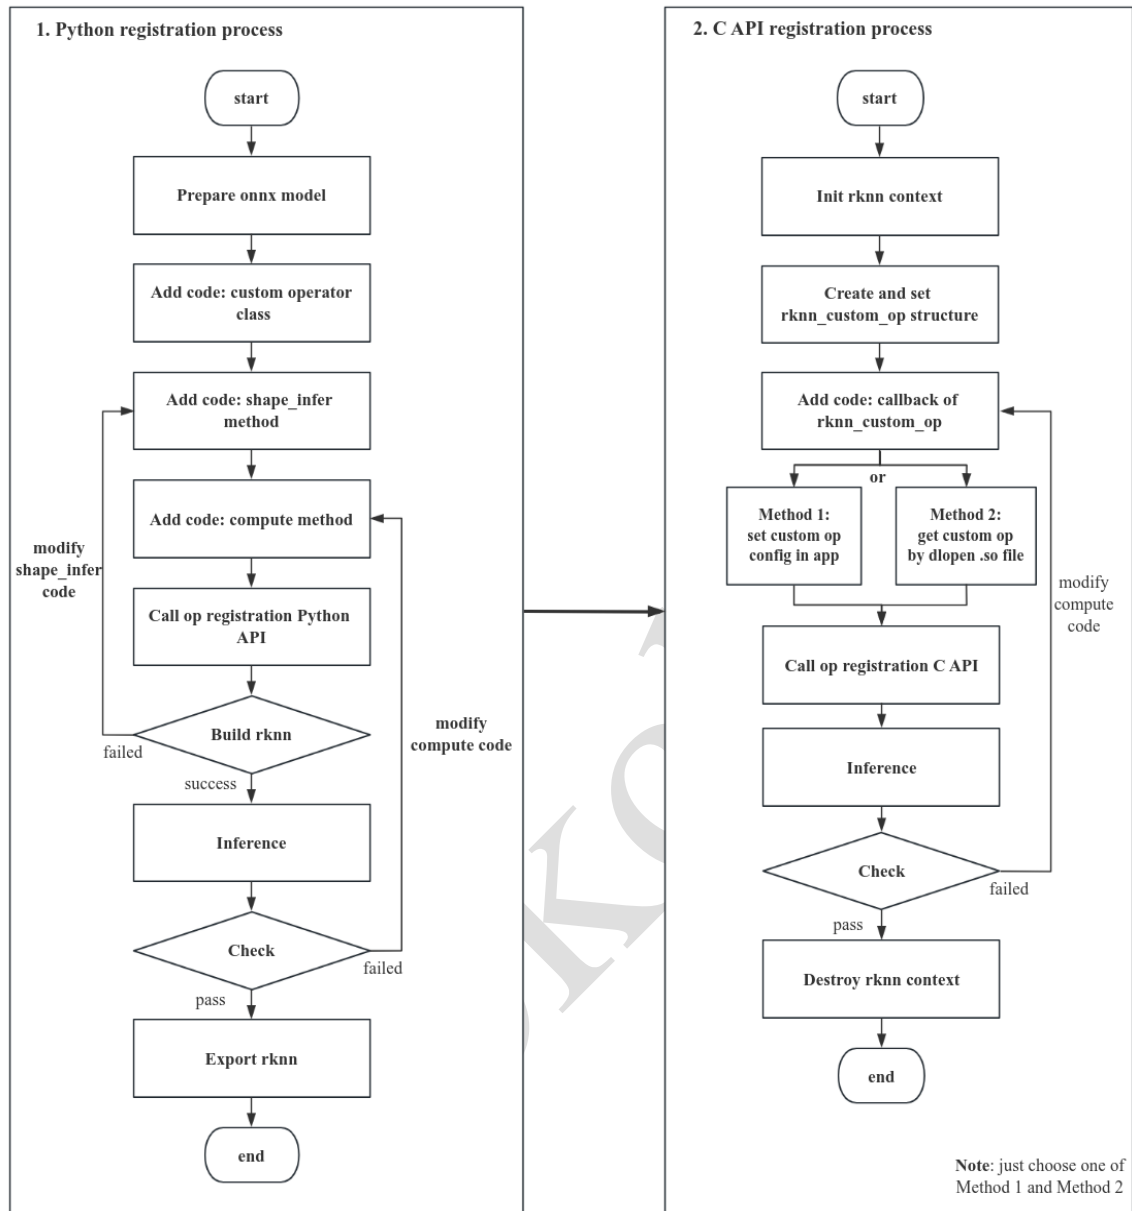 1. Python registration process
start
Prepare onnx model
Add code: custom operator
class
Add code: shape_infer
method
Add code: compute method
modify
shape_infer
code
Call op registration Python
API
Build rknn
failed
success
modify
compute code
Inference
Check
failed
pass
Export rknn
end
2. C API registration process
start
Init rknn context
Create and set
rknn_custom_op structure
Add code: callback of
rknn_custom_op
or
Method 1:
set custom op
config in app
Method 2:
get custom op
by dlopen .so file
modify
compute
code
Call op registration C API
Inference
Check
failed
pass
Destroy rknn context
end
Note: just choose one of
Method 1 and Method 2